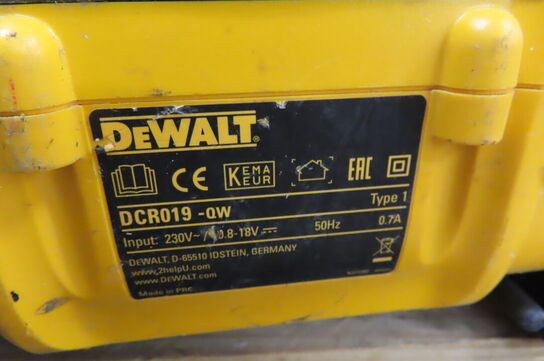 DEWALT®
CE KEMA KEUR EAC
DCR019 -QW Type 1
Input: 230V~ / 10.8-18V⎓ 50Hz 0.7A
DEWALT, D-65510 IDSTEIN, GERMANY
www.2helpU.com
www.DEWALT.com
Made in PRC